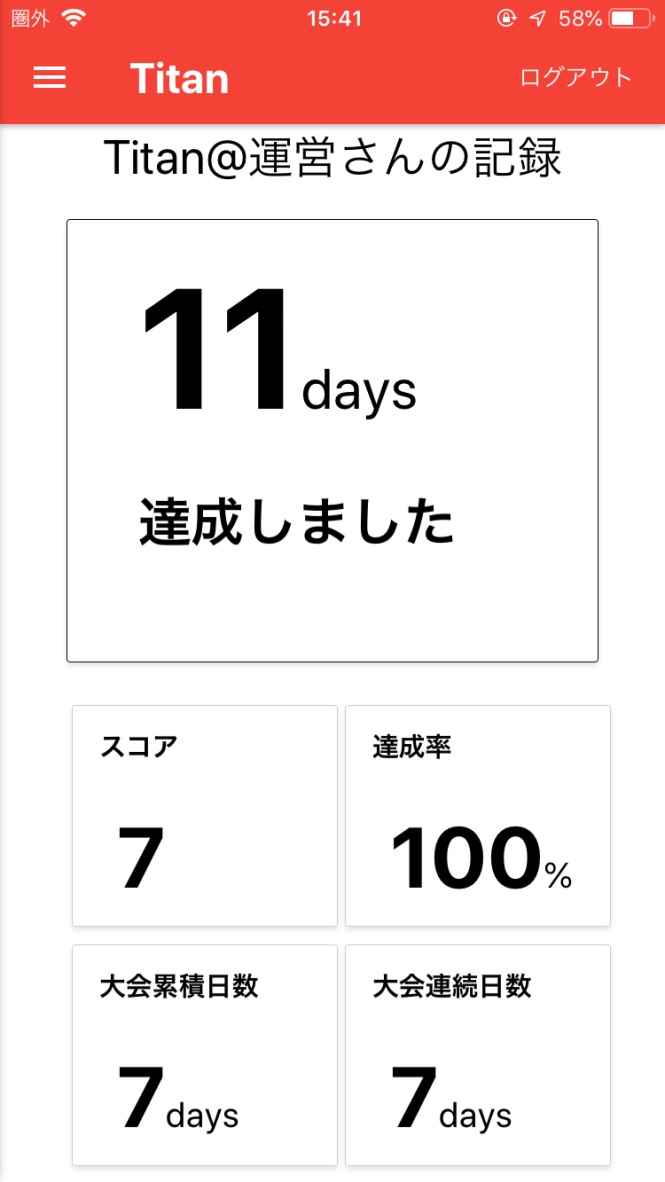 圏外 15:41 58%
Titan ログアウト
Titan@運営さんの記録
11days
達成しました
スコア 達成率
7 100%
大会累積日数 大会連続日数
7days 7days